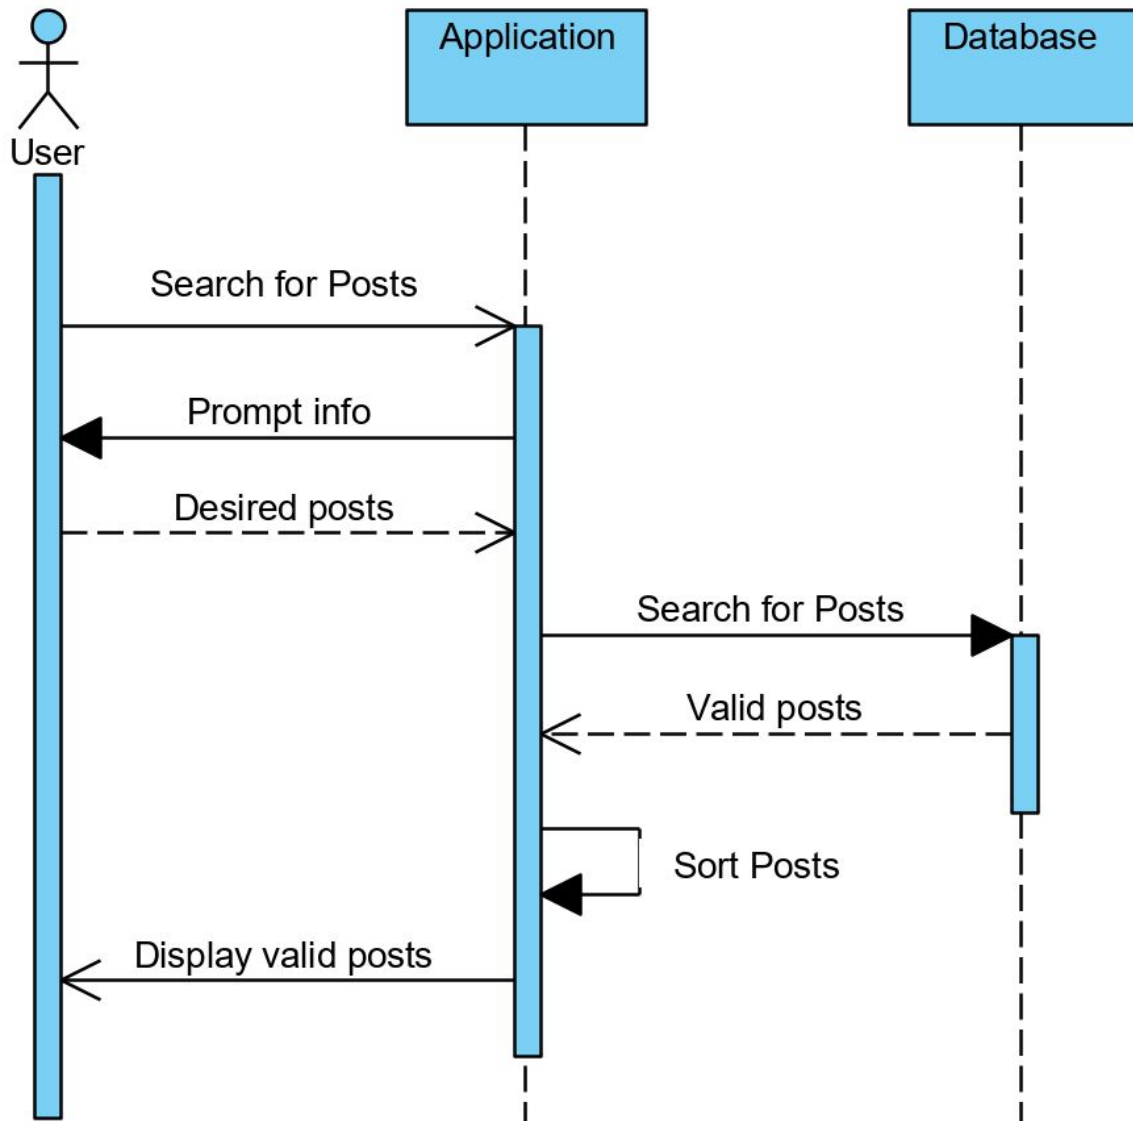 Application
Database
User
Search for Posts
Prompt info
Desired posts
Search for Posts
Valid posts
Sort Posts
Display valid posts